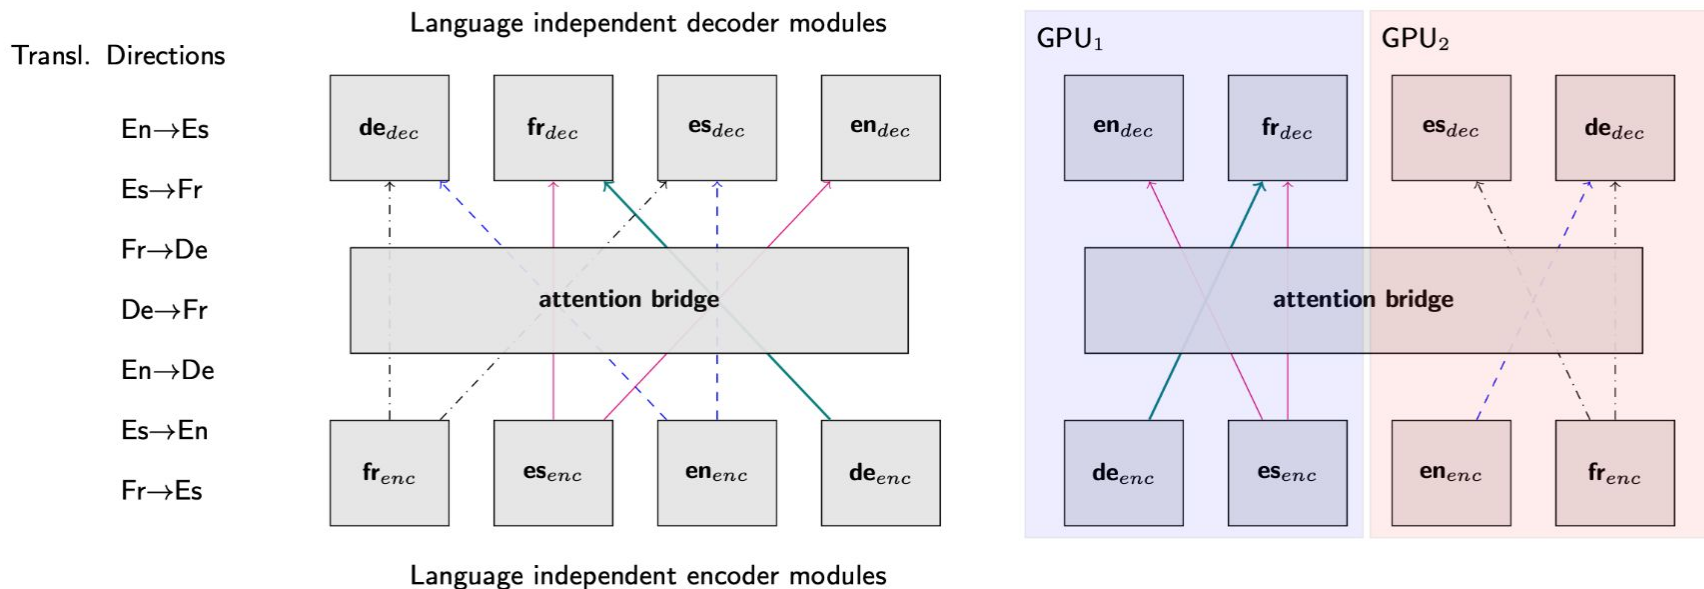 Language independent decoder modules
Transl. Directions
En→Es
Es→Fr
Fr→De
De→Fr
En→De
Es→En
Fr→Es
de_dec fr_dec es_dec en_dec
attention bridge
fr_enc es_enc en_enc de_enc
Language independent encoder modules
GPU_1 GPU_2
en_dec fr_dec es_dec de_dec
attention bridge
de_enc es_enc en_enc fr_enc